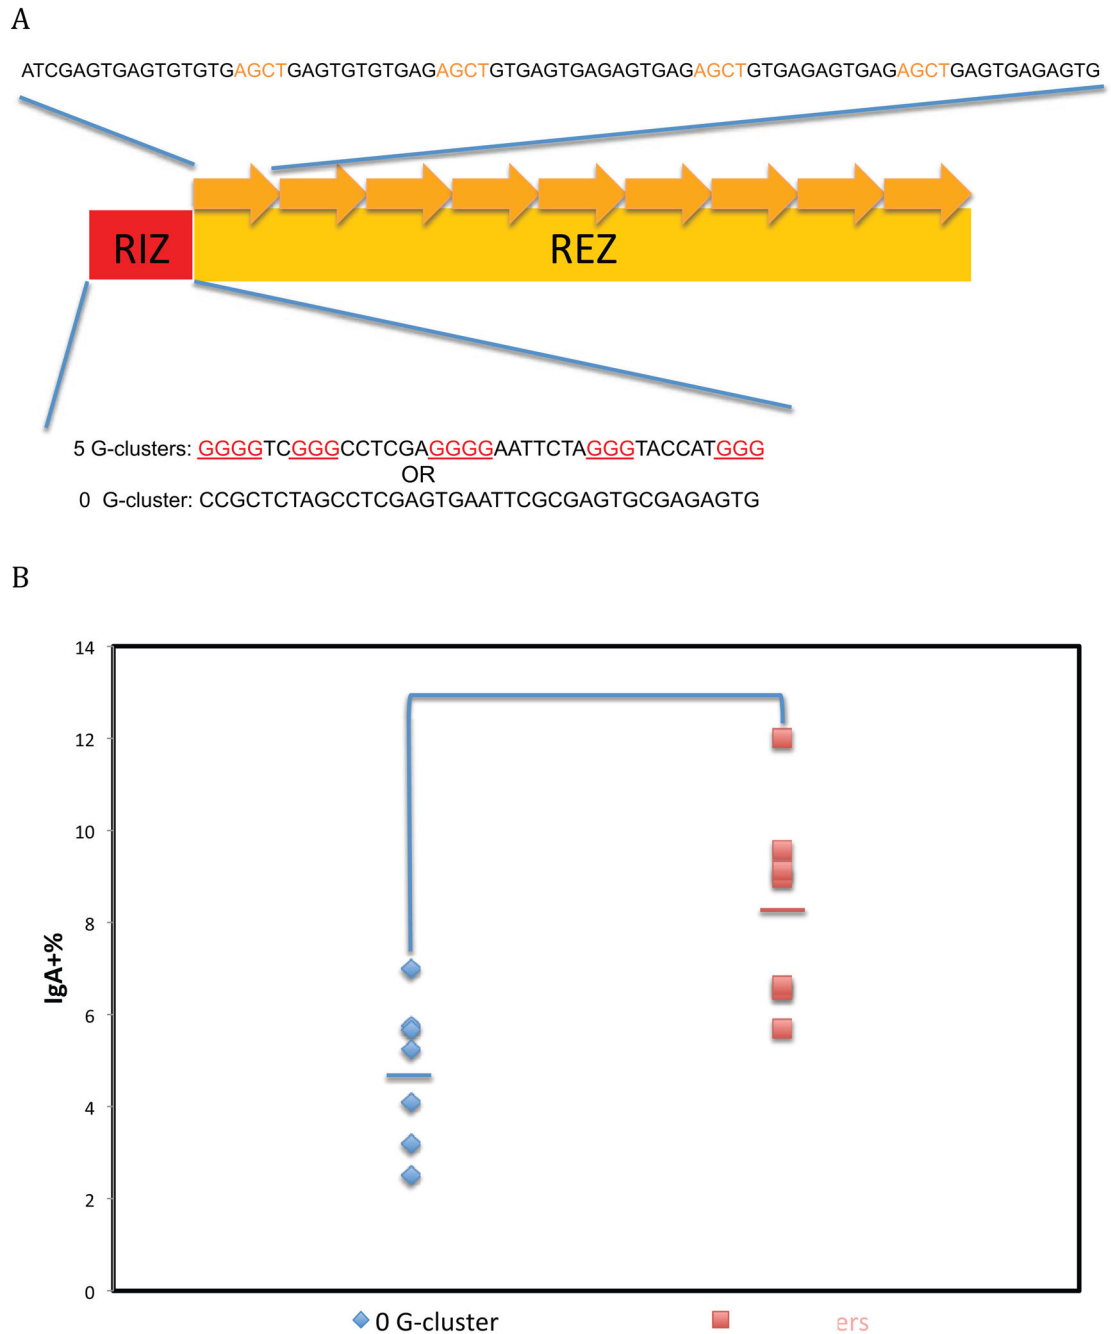 A
ATCGAGTGAGTGTGTGAGCTGAGTGTGTGAGAGCTGTGAGTGAGAGTGAGAGCTGTGAGAGTGAGAGCTGAGTGAGAGTG
RIZ
REZ
5 G-clusters: GGGGTCGGGCCTCGAGGGGAATTCTAGGGTACCATGGG
OR
0 G-cluster: CCGCTCTAGCCTCGAGTGAATTCGCGAGTGCGAGAGTG
B
14
12
10
8
6
4
2
0
IgA+%
0 G-cluster
ers